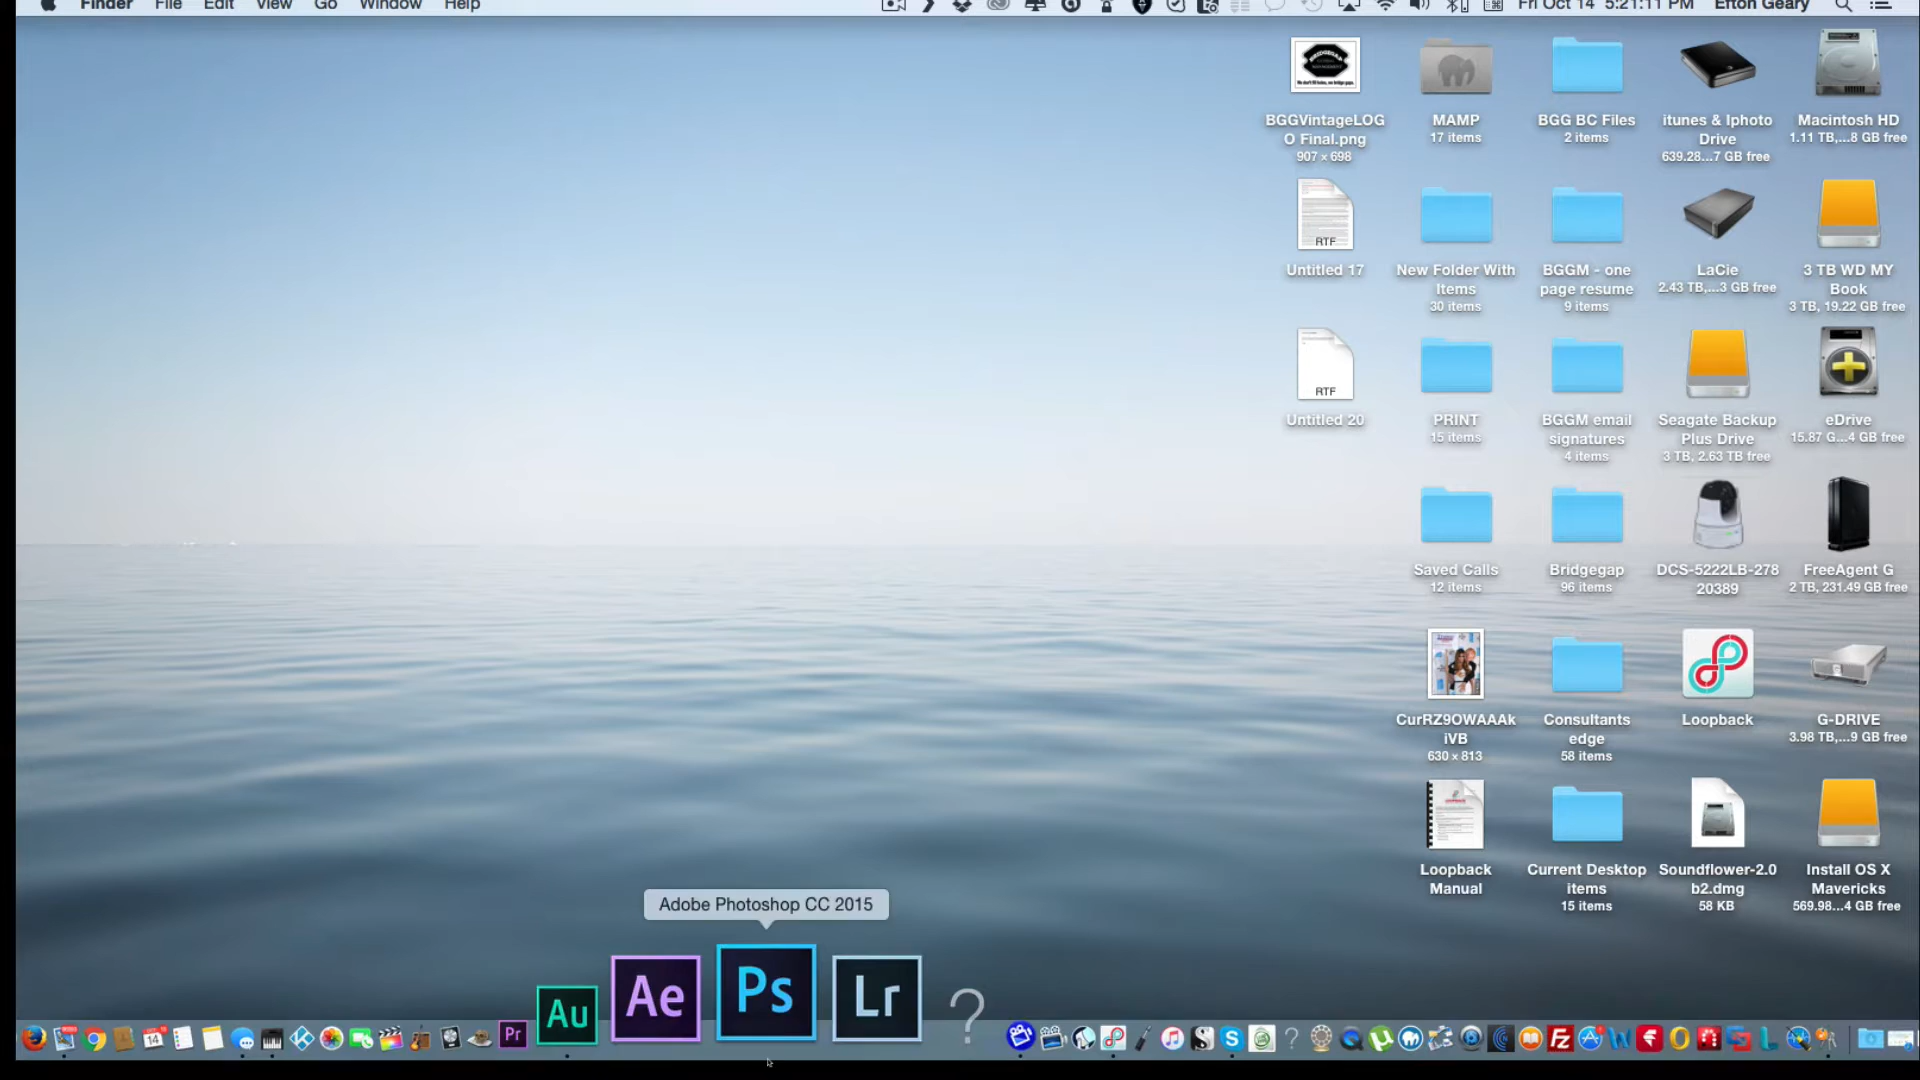 Finder File Edit View Go Window Help
Fri Oct 14 5:21:11 PM Efton Geary
BRIDGEGAP
BGGVintageLOG
O Final.png
907 × 698
MAMP
17 items
BGG BC Files
2 items
itunes & Iphoto
Drive
639.28...7 GB free
Macintosh HD
1.11 TB,...8 GB free
RTF
Untitled 17
New Folder With
Items
30 items
BGGM - one
page resume
9 items
LaCie
2.43 TB,...3 GB free
3 TB WD MY
Book
3 TB, 19.22 GB free
RTF
Untitled 20
PRINT
15 items
BGGM email
signatures
4 items
Seagate Backup
Plus Drive
3 TB, 2.63 TB free
eDrive
15.87 G...4 GB free
Saved Calls
12 items
Bridgegap
96 items
DCS-5222LB-278
20389
FreeAgent G
2 TB, 231.49 GB free
CurRZ9OWAAAk
iVB
630 × 813
Consultants
edge
58 items
Loopback
G-DRIVE
3.98 TB,...9 GB free
Loopback
Manual
Current Desktop
items
15 items
Soundflower-2.0
b2.dmg
58 KB
Install OS X
Mavericks
569.98...4 GB free
Adobe Photoshop CC 2015
14
Pr
Au
Ae
Ps
Lr
?
?
Fz